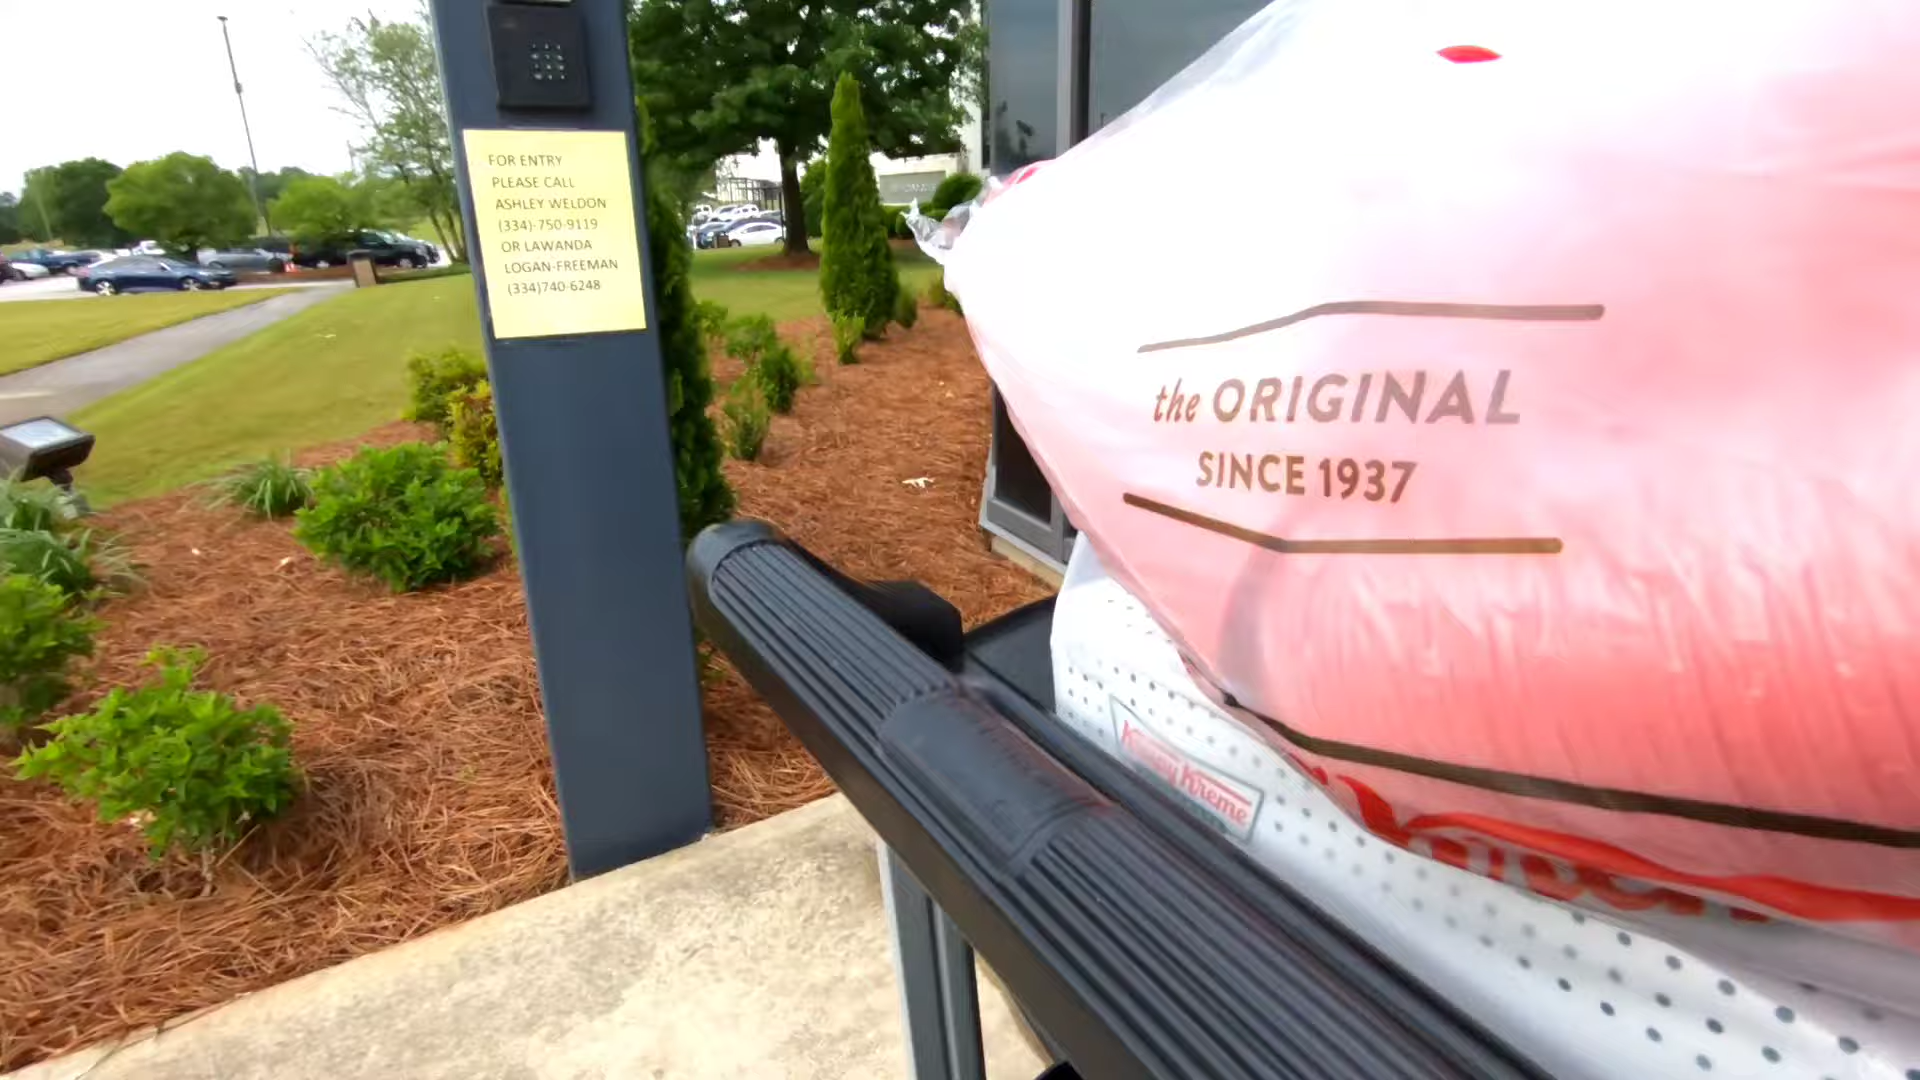 FOR ENTRY
PLEASE CALL
ASHLEY WELDON
(334)-750-9119
OR LAWANDA
LOGAN-FREEMAN
(334)740-6248
the ORIGINAL
SINCE 1937
Krispy Kreme